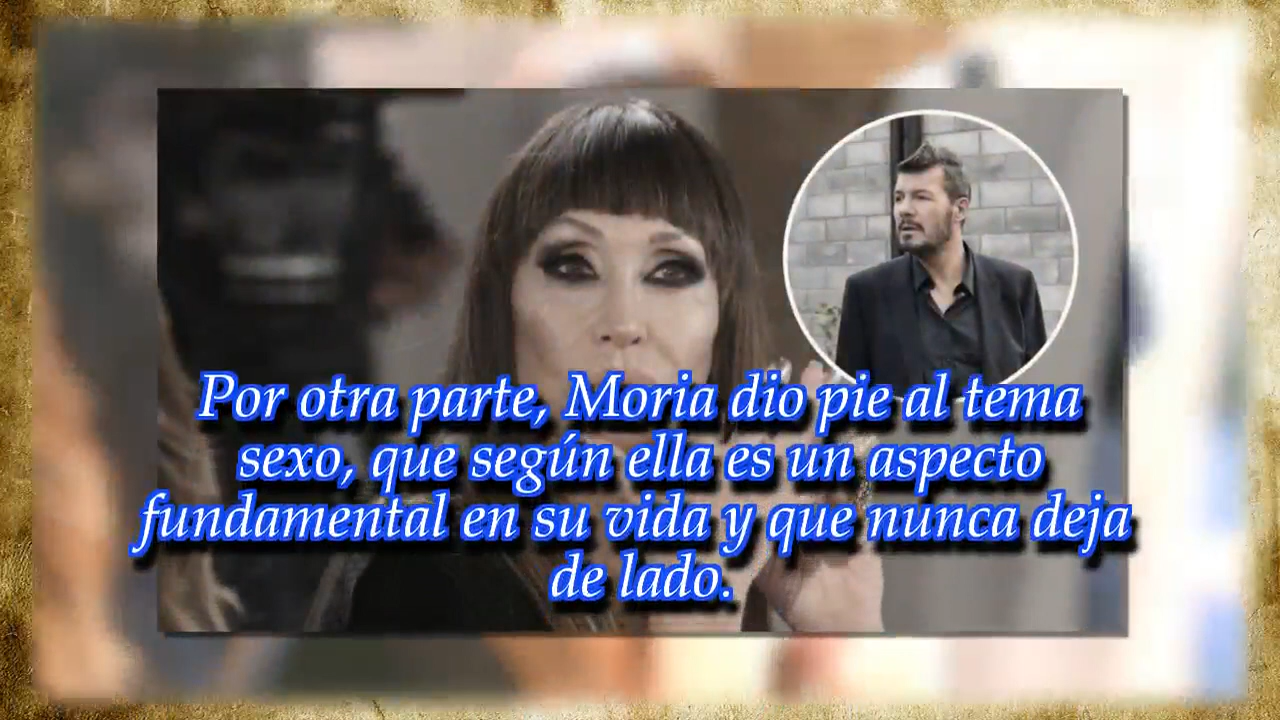 Por otra parte, Moria dio pie al tema
sexo, que según ella es un aspecto
fundamental en su vida y que nunca deja
de lado.